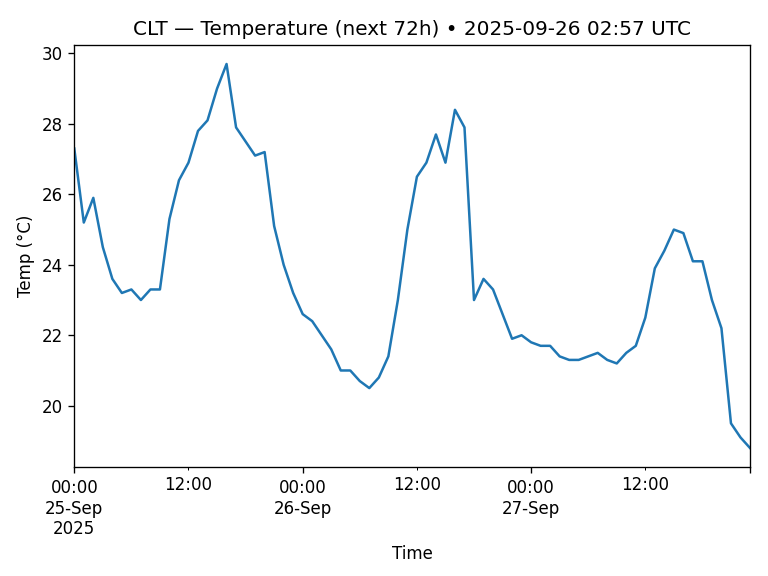 CLT — Temperature (next 72h) • 2025-09-26 02:57 UTC
30
28
26
24
22
20
Temp (°C)
00:00 12:00 00:00 12:00 00:00 12:00
25-Sep 26-Sep 27-Sep
2025
Time